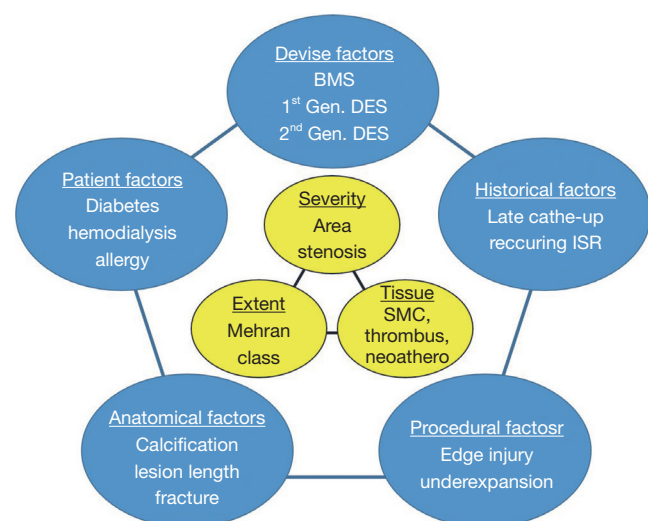 Devise factors
BMS
1st Gen. DES
2nd Gen. DES
Patient factors
Diabetes
hemodialysis
allergy
Historical factors
Late cathe-up
reccuring ISR
Severity
Area
stenosis
Extent
Mehran
class
Tissue
SMC,
thrombus,
neoathero
Anatomical factors
Calcification
lesion length
fracture
Procedural factosr
Edge injury
underexpansion